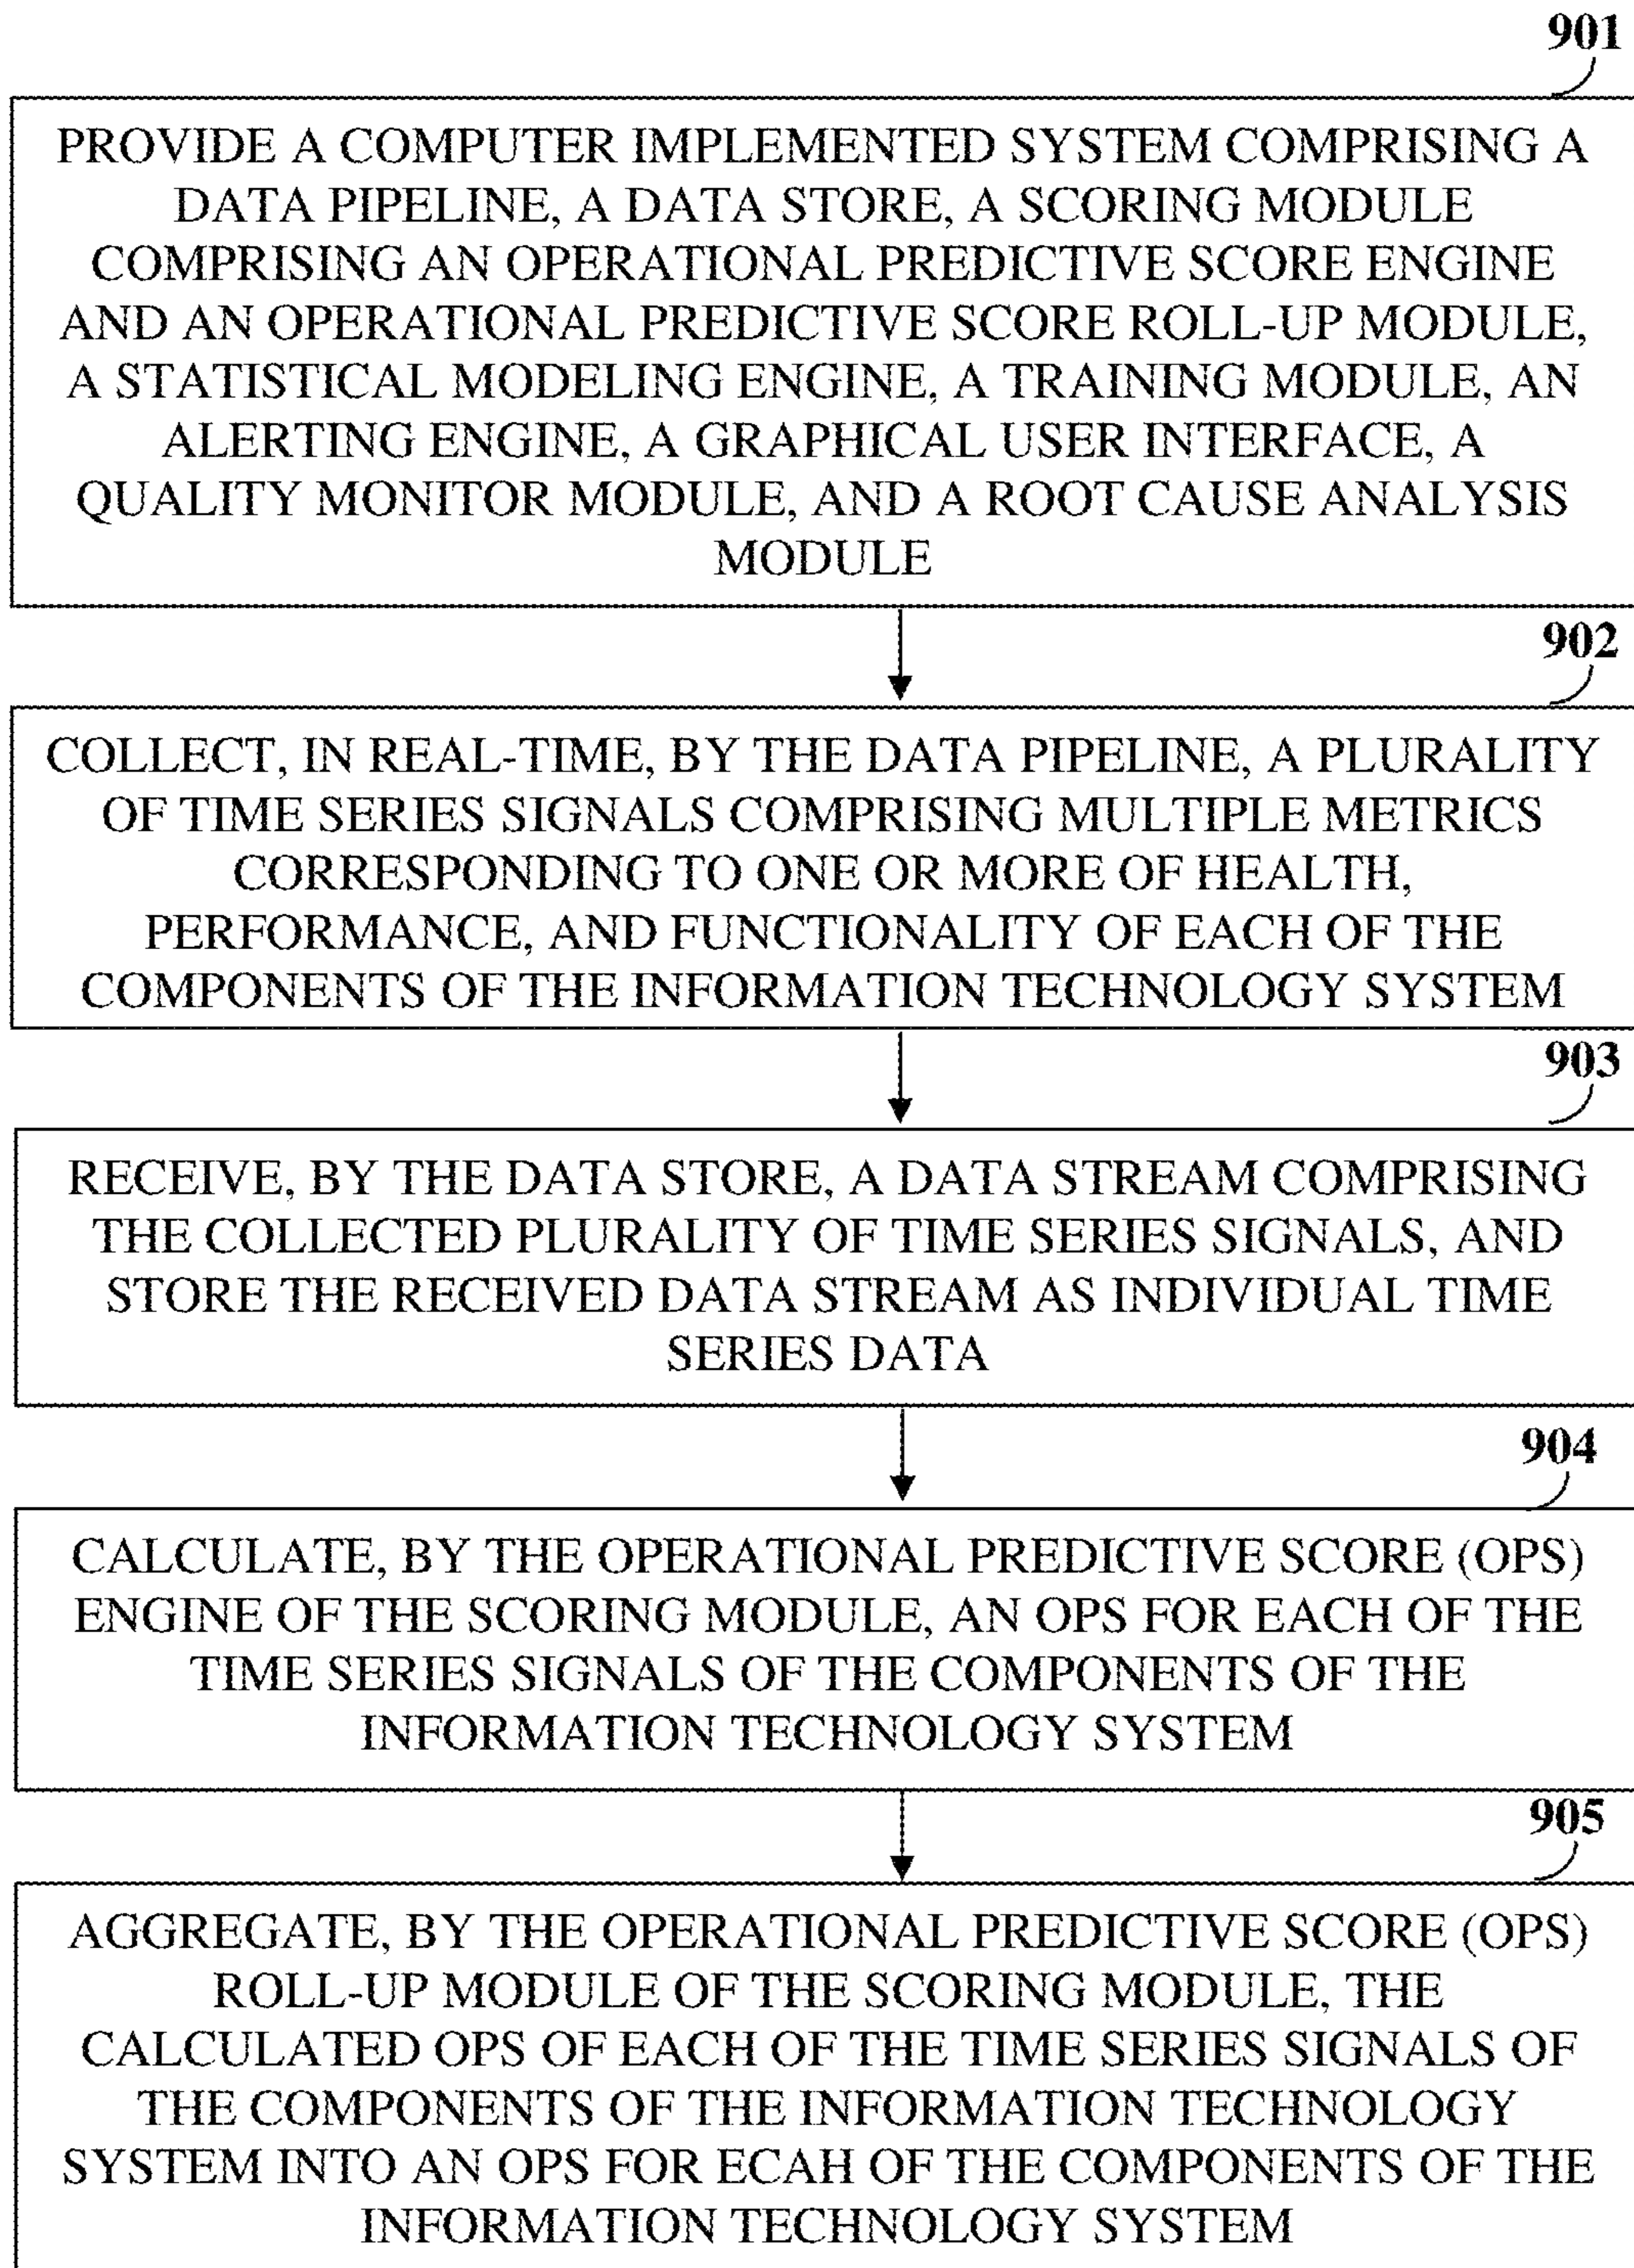 901
PROVIDE A COMPUTER IMPLEMENTED SYSTEM COMPRISING A
DATA PIPELINE, A DATA STORE, A SCORING MODULE
COMPRISING AN OPERATIONAL PREDICTIVE SCORE ENGINE
AND AN OPERATIONAL PREDICTIVE SCORE ROLL-UP MODULE,
A STATISTICAL MODELING ENGINE, A TRAINING MODULE, AN
ALERTING ENGINE, A GRAPHICAL USER INTERFACE, A
QUALITY MONITOR MODULE, AND A ROOT CAUSE ANALYSIS
MODULE
902
COLLECT, IN REAL-TIME, BY THE DATA PIPELINE, A PLURALITY
OF TIME SERIES SIGNALS COMPRISING MULTIPLE METRICS
CORRESPONDING TO ONE OR MORE OF HEALTH,
PERFORMANCE, AND FUNCTIONALITY OF EACH OF THE
COMPONENTS OF THE INFORMATION TECHNOLOGY SYSTEM
903
RECEIVE, BY THE DATA STORE, A DATA STREAM COMPRISING
THE COLLECTED PLURALITY OF TIME SERIES SIGNALS, AND
STORE THE RECEIVED DATA STREAM AS INDIVIDUAL TIME
SERIES DATA
904
CALCULATE, BY THE OPERATIONAL PREDICTIVE SCORE (OPS)
ENGINE OF THE SCORING MODULE, AN OPS FOR EACH OF THE
TIME SERIES SIGNALS OF THE COMPONENTS OF THE
INFORMATION TECHNOLOGY SYSTEM
905
AGGREGATE, BY THE OPERATIONAL PREDICTIVE SCORE (OPS)
ROLL-UP MODULE OF THE SCORING MODULE, THE
CALCULATED OPS OF EACH OF THE TIME SERIES SIGNALS OF
THE COMPONENTS OF THE INFORMATION TECHNOLOGY
SYSTEM INTO AN OPS FOR ECAH OF THE COMPONENTS OF THE
INFORMATION TECHNOLOGY SYSTEM